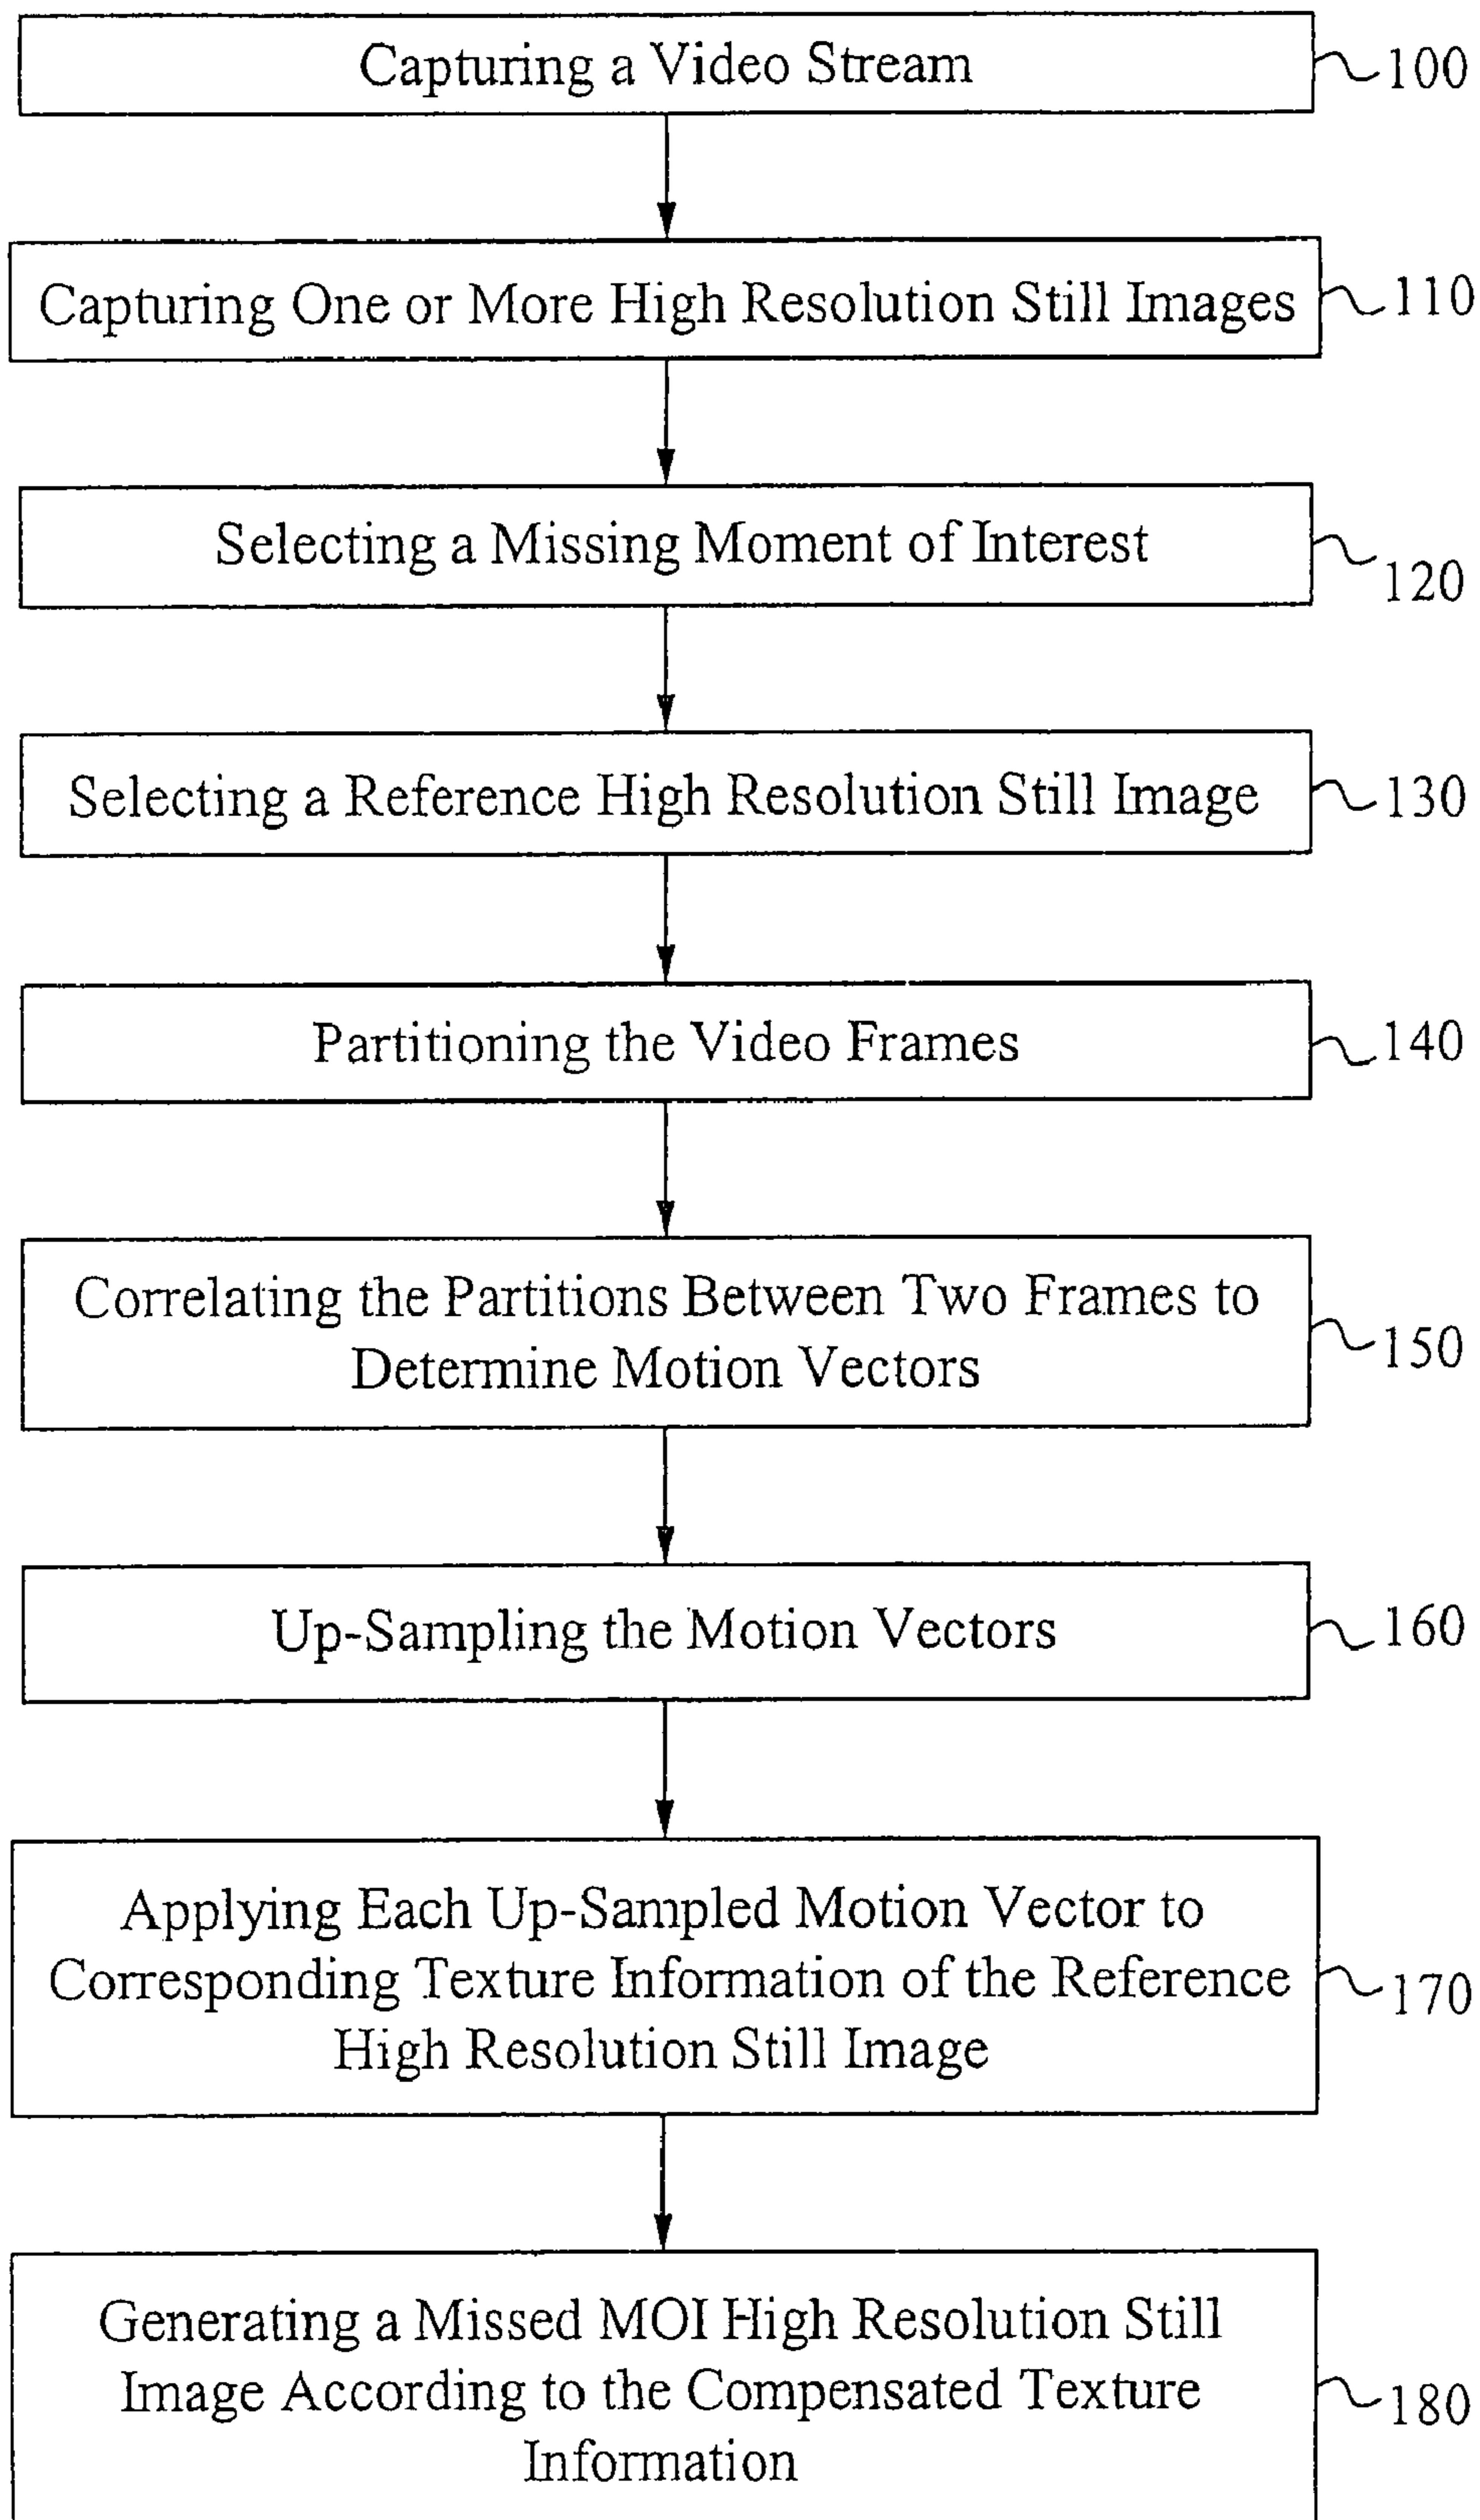 Capturing a Video Stream
100
Capturing One or More High Resolution Still Images
110
Selecting a Missing Moment of Interest
120
Selecting a Reference High Resolution Still Image
130
Partitioning the Video Frames
140
Correlating the Partitions Between Two Frames to
Determine Motion Vectors
150
Up-Sampling the Motion Vectors
160
Applying Each Up-Sampled Motion Vector to
Corresponding Texture Information of the Reference
High Resolution Still Image
170
Generating a Missed MOI High Resolution Still
Image According to the Compensated Texture
Information
180